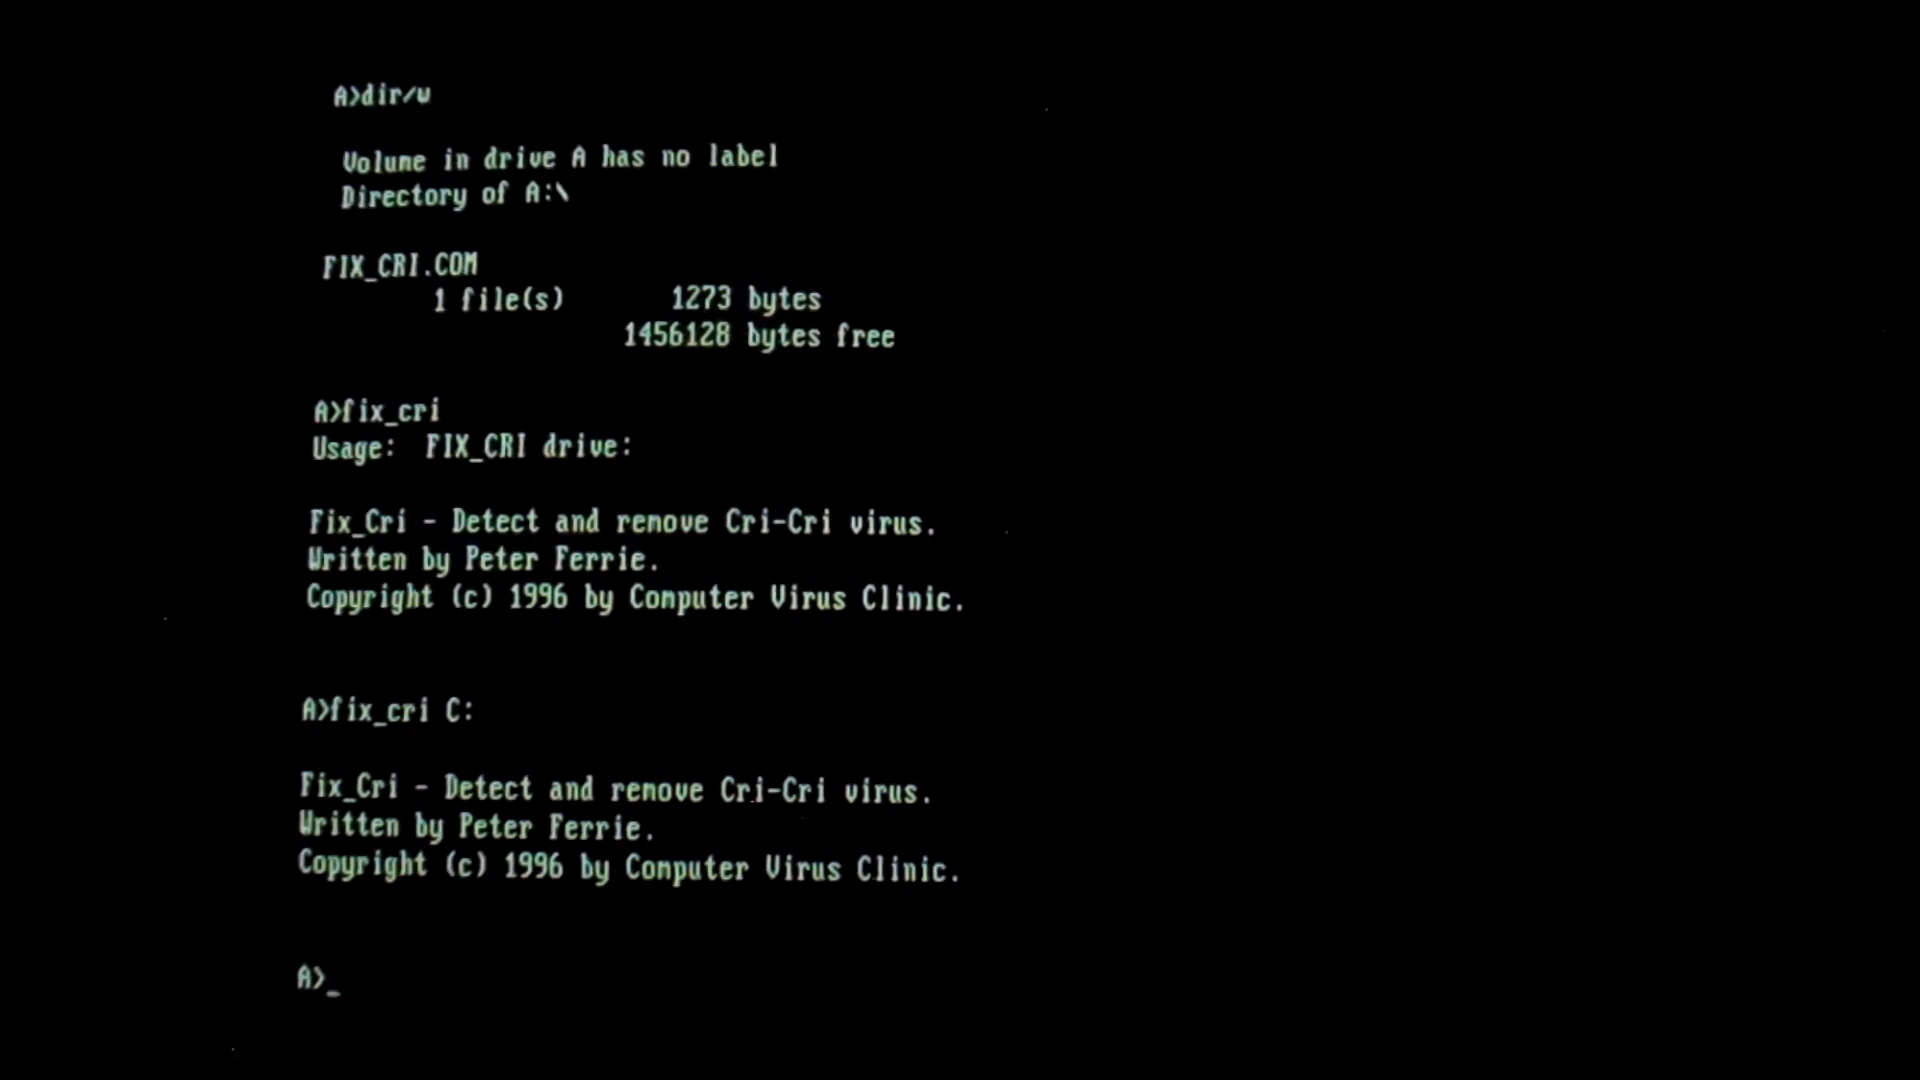 A>dir/w
Volume in drive A has no label
Directory of A:\
FIX_CRI.COM
1 file(s) 1273 bytes
1456128 bytes free
A>fix_cri
Usage: FIX_CRI drive:
Fix_Cri - Detect and remove Cri-Cri virus.
Written by Peter Ferrie.
Copyright (c) 1996 by Computer Virus Clinic.
A>fix_cri C:
Fix_Cri - Detect and remove Cri-Cri virus.
Written by Peter Ferrie.
Copyright (c) 1996 by Computer Virus Clinic.
A>_